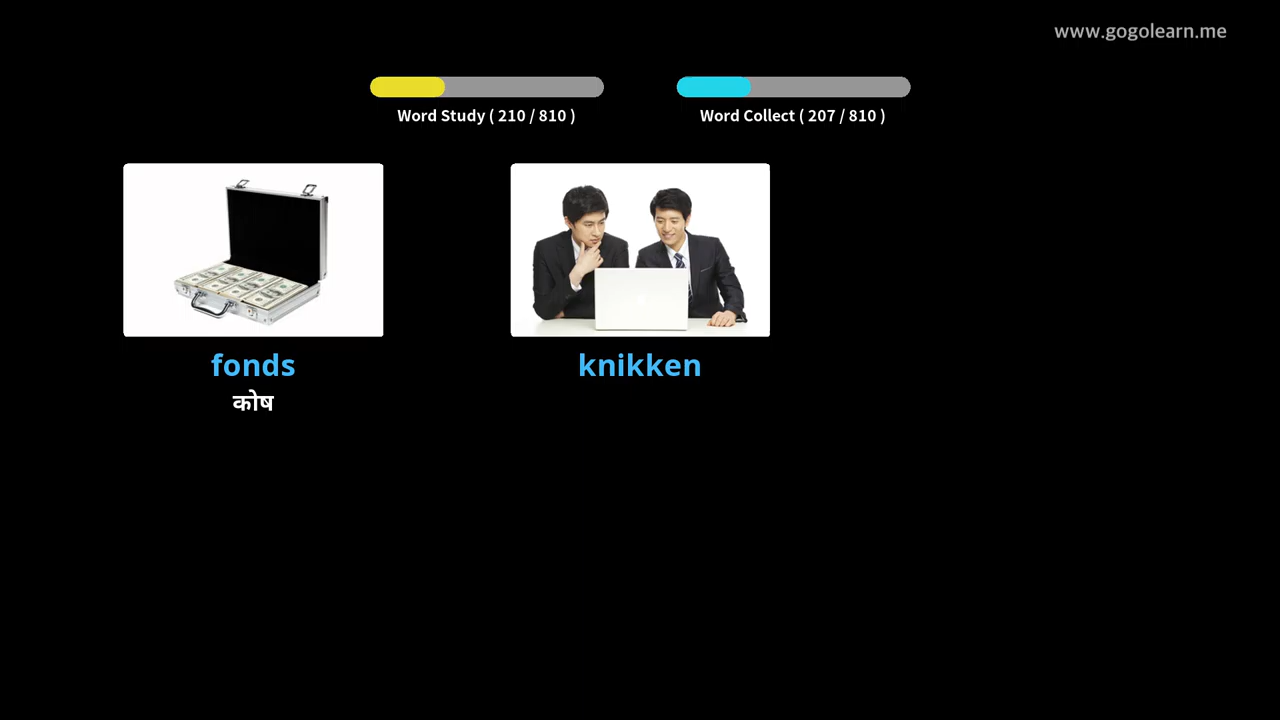 www.gogolearn.me
Word Study ( 210 / 810 )
Word Collect ( 207 / 810 )
fonds
कोष
knikken